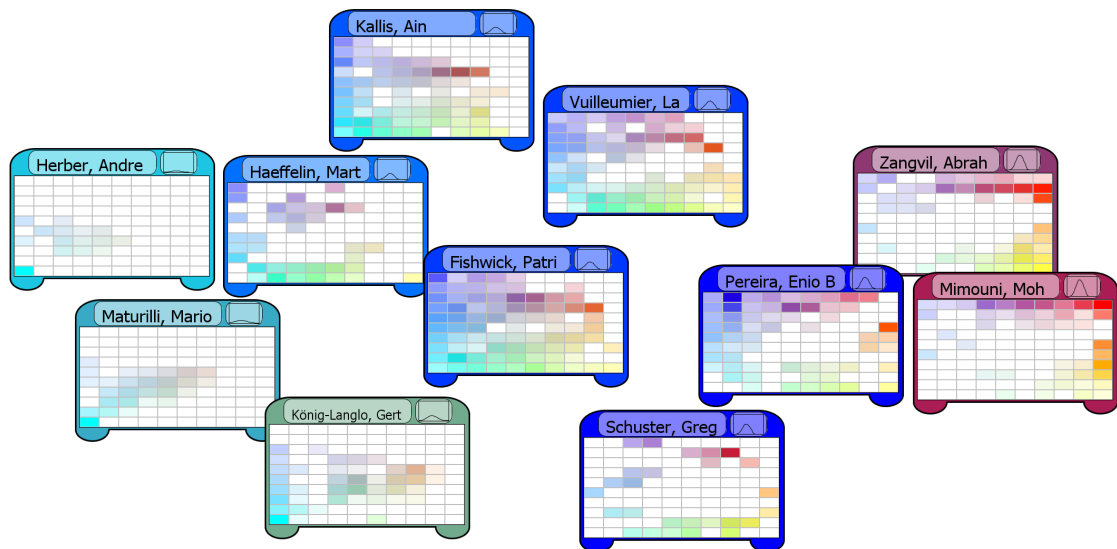 Kallis, Ain
Vuilleumier, La
Herber, Andre
Haeffelin, Mart
Zangvil, Abrah
Fishwick, Patri
Pereira, Enio B
Mimouni, Moh
Maturilli, Mario
König-Langlo, Gert
Schuster, Greg